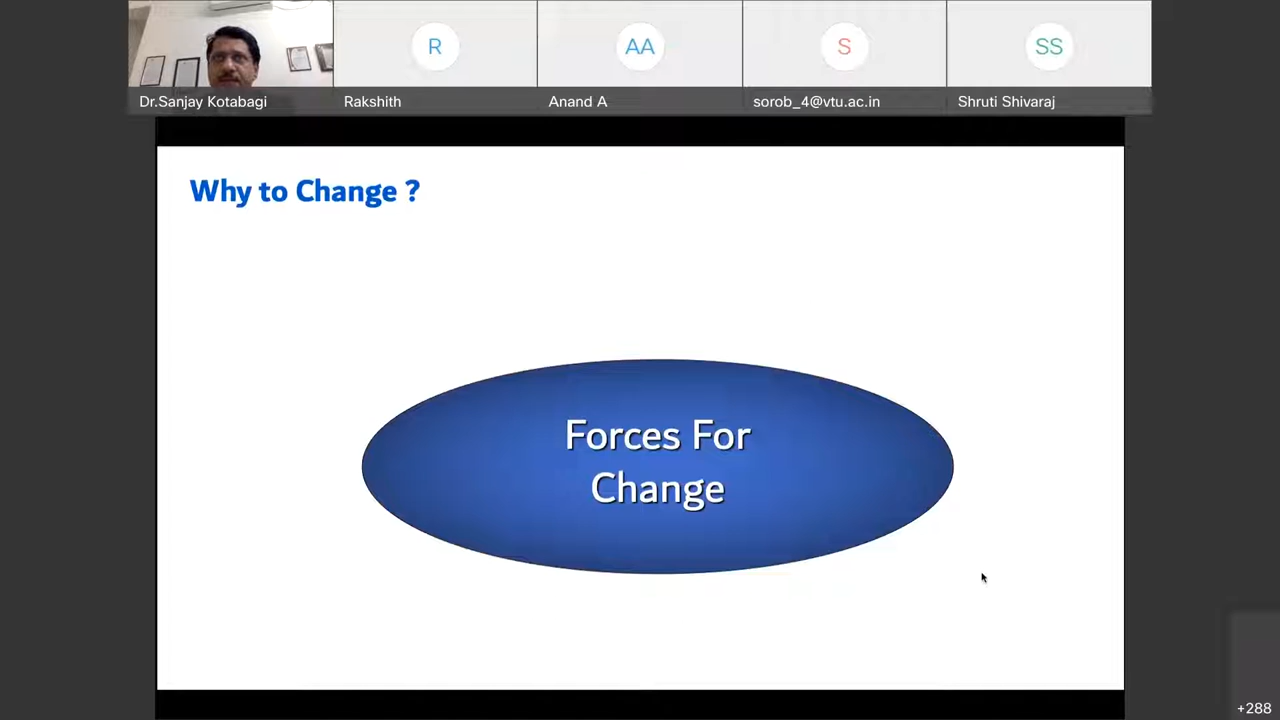 R
AA
S
SS
Dr.Sanjay Kotabagi
Rakshith
Anand A
sorob_4@vtu.ac.in
Shruti Shivaraj
Why to Change ?
Forces For
Change
+288